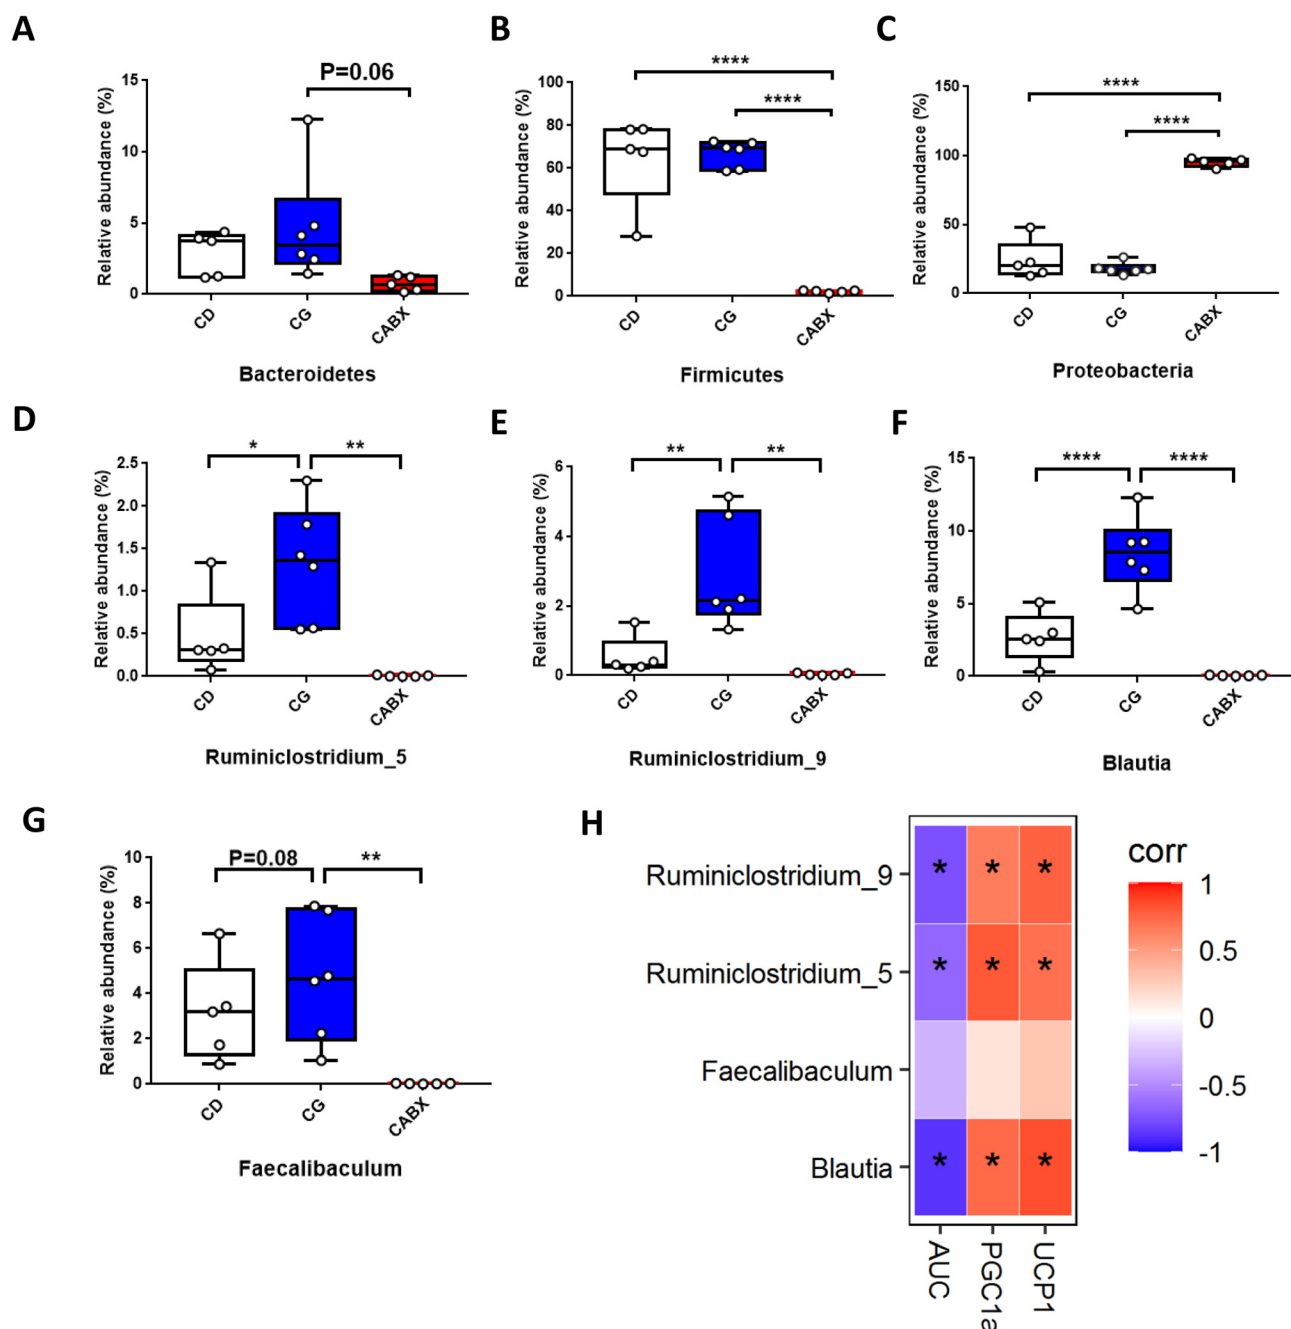 A
Relative abundance (%)
15
10
5
0
P=0.06
CD
CG
CABX
Bacteroidetes
B
Relative abundance (%)
100
80
60
40
20
0
****
****
CD
CG
CABX
Firmicutes
C
Relative abundance (%)
150
100
50
0
****
****
CD
CG
CABX
Proteobacteria
D
Relative abundance (%)
2.5
2.0
1.5
1.0
0.5
0.0
*
**
CD
CG
CABX
Ruminiclostridium_5
E
Relative abundance (%)
6
4
2
0
**
**
CD
CG
CABX
Ruminiclostridium_9
F
Relative abundance (%)
15
10
5
0
****
****
CD
CG
CABX
Blautia
G
Relative abundance (%)
10
8
6
4
2
0
P=0.08
**
CD
CG
CABX
Faecalibaculum
H
Ruminiclostridium_9
* * *
Ruminiclostridium_5
* * *
Faecalibaculum
Blautia
* * *
AUC
PGC1a
UCP1
corr
1
0.5
0
-0.5
-1